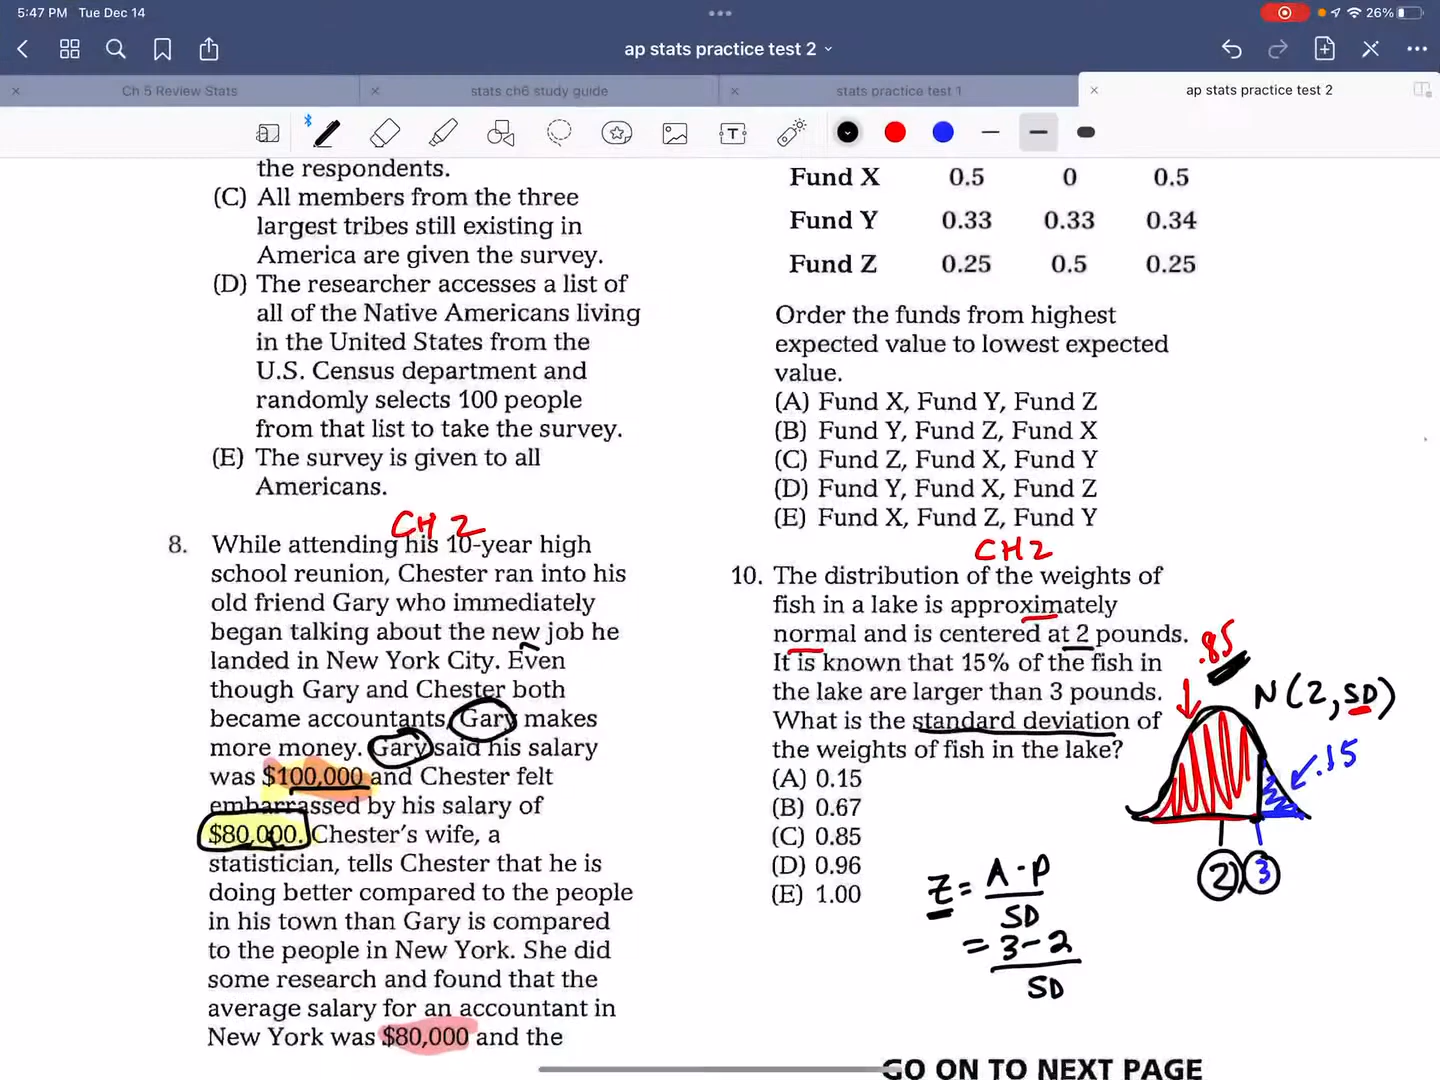 5:47 PM Tue Dec 14
26%
ap stats practice test 2
Ch 5 Review Stats
stats ch6 study guide
stats practice test 1
ap stats practice test 2
the respondents.
(C) All members from the three
largest tribes still existing in
America are given the survey.
(D) The researcher accesses a list of
all of the Native Americans living
in the United States from the
U.S. Census department and
randomly selects 100 people
from that list to take the survey.
(E) The survey is given to all
Americans.
CH 2
8. While attending his 10-year high
school reunion, Chester ran into his
old friend Gary who immediately
began talking about the new job he
landed in New York City. Even
though Gary and Chester both
became accountants, Gary makes
more money. Gary said his salary
was $100,000 and Chester felt
embarrassed by his salary of
$80,000. Chester's wife, a
statistician, tells Chester that he is
doing better compared to the people
in his town than Gary is compared
to the people in New York. She did
some research and found that the
average salary for an accountant in
New York was $80,000 and the
Fund X 0.5 0 0.5
Fund Y 0.33 0.33 0.34
Fund Z 0.25 0.5 0.25
Order the funds from highest
expected value to lowest expected
value.
(A) Fund X, Fund Y, Fund Z
(B) Fund Y, Fund Z, Fund X
(C) Fund Z, Fund X, Fund Y
(D) Fund Y, Fund X, Fund Z
(E) Fund X, Fund Z, Fund Y
CH 2
10. The distribution of the weights of
fish in a lake is approximately
normal and is centered at 2 pounds.
It is known that 15% of the fish in
the lake are larger than 3 pounds.
What is the standard deviation of
the weights of fish in the lake?
(A) 0.15
(B) 0.67
(C) 0.85
(D) 0.96
(E) 1.00
.85
N(2, SD)
.15
2 3
Z = A - P
SD
= 3 - 2
SD
GO ON TO NEXT PAGE